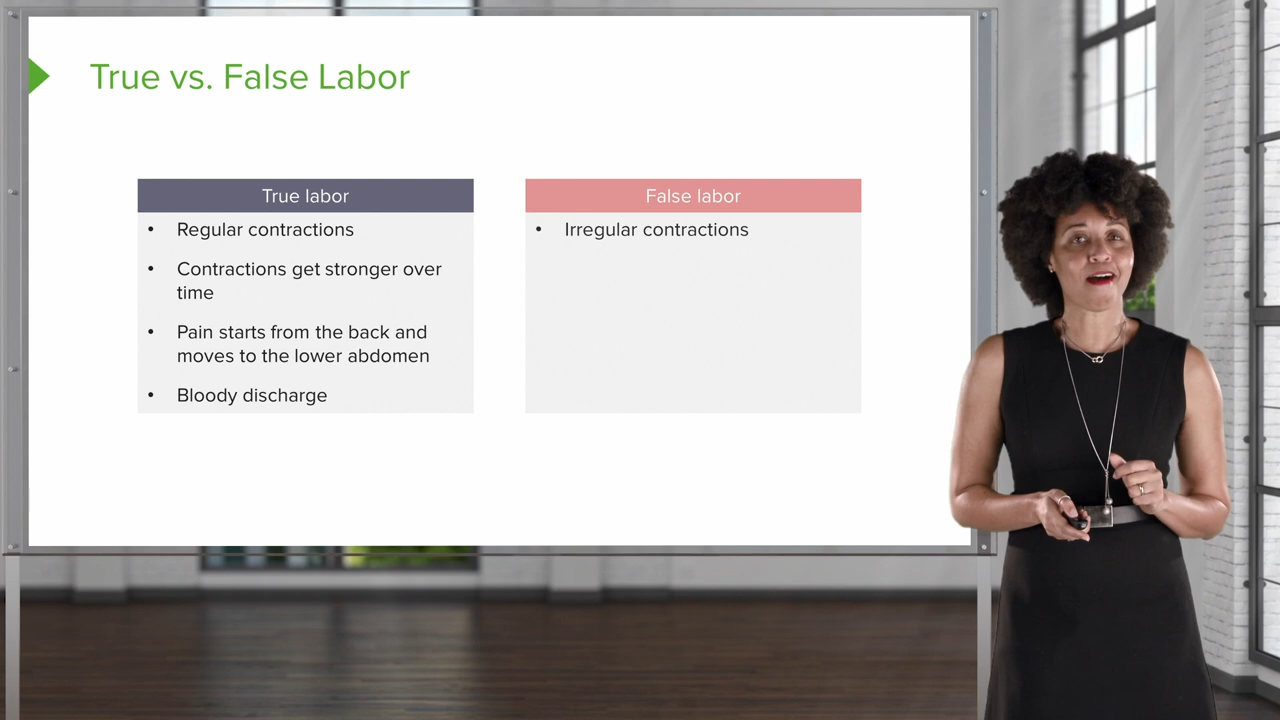 True vs. False Labor
True labor
• Regular contractions
• Contractions get stronger over
time
• Pain starts from the back and
moves to the lower abdomen
• Bloody discharge
False labor
• Irregular contractions